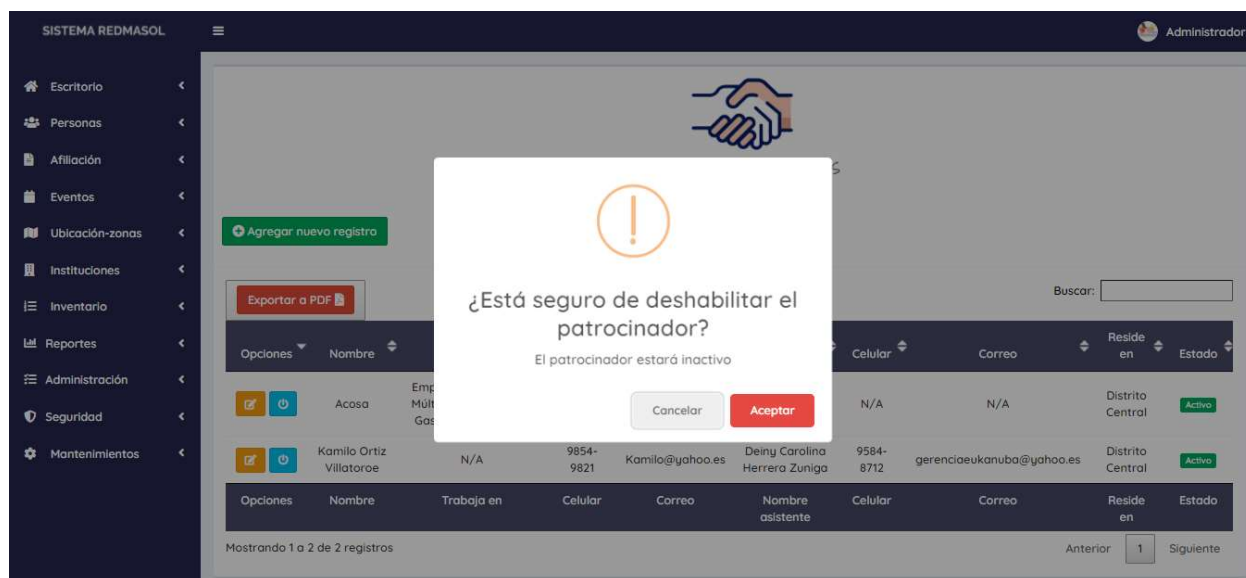 SISTEMA REDMASOL
Administrador
Escritorio
Personas
Afiliación
Eventos
Ubicación-zonas
Instituciones
Inventario
Reportes
Administración
Seguridad
Mantenimientos
Agregar nuevo registro
Exportar a PDF
Buscar:
¿Está seguro de deshabilitar el
patrocinador?
El patrocinador estará inactivo
Cancelar
Aceptar
Opciones Nombre Celular Correo Reside en Estado
Acosa N/A N/A Distrito Central Activo
Kamilo Ortiz Villatoroe N/A 9854-9821 Kamilo@yahoo.es Deiny Carolina Herrera Zuniga 9584-8712 gerenciaeukanuba@yahoo.es Distrito Central Activo
Opciones Nombre Trabaja en Celular Correo Nombre asistente Celular Correo Reside en Estado
Mostrando 1 a 2 de 2 registros
Anterior 1 Siguiente